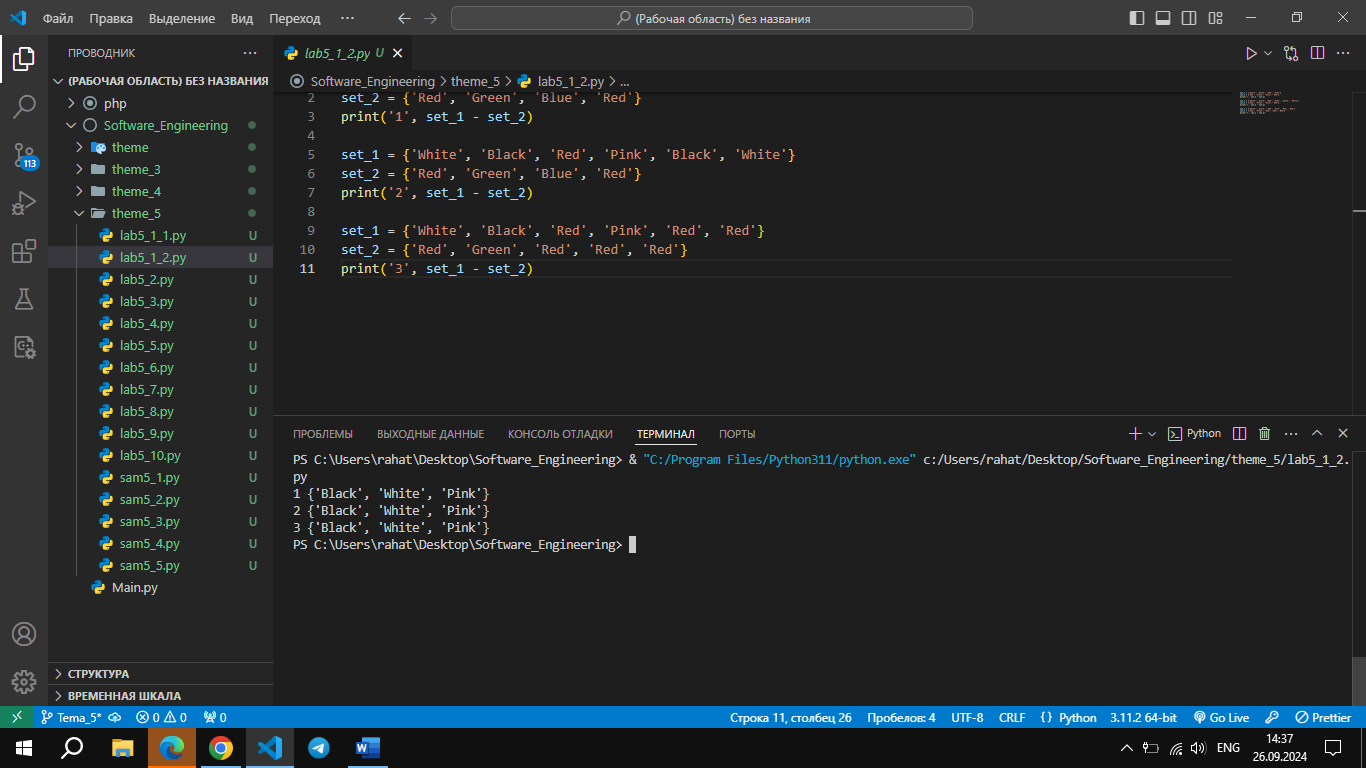 Файл Правка Выделение Вид Переход ··· (Рабочая область) без названия
ПРОВОДНИК ···
(РАБОЧАЯ ОБЛАСТЬ) БЕЗ НАЗВАНИЯ
php
Software_Engineering
theme
theme_3
theme_4
theme_5
lab5_1_1.py U
lab5_1_2.py U
lab5_2.py U
lab5_3.py U
lab5_4.py U
lab5_5.py U
lab5_6.py U
lab5_7.py U
lab5_8.py U
lab5_9.py U
lab5_10.py U
sam5_1.py U
sam5_2.py U
sam5_3.py U
sam5_4.py U
sam5_5.py U
Main.py
СТРУКТУРА
ВРЕМЕННАЯ ШКАЛА
113
lab5_1_2.py U
Software_Engineering > theme_5 > lab5_1_2.py > ...
2 set_2 = {'Red', 'Green', 'Blue', 'Red'}
3 print('1', set_1 - set_2)
4
5 set_1 = {'White', 'Black', 'Red', 'Pink', 'Black', 'White'}
6 set_2 = {'Red', 'Green', 'Blue', 'Red'}
7 print('2', set_1 - set_2)
8
9 set_1 = {'White', 'Black', 'Red', 'Pink', 'Red', 'Red'}
10 set_2 = {'Red', 'Green', 'Red', 'Red', 'Red'}
11 print('3', set_1 - set_2)
ПРОБЛЕМЫ ВЫХОДНЫЕ ДАННЫЕ КОНСОЛЬ ОТЛАДКИ ТЕРМИНАЛ ПОРТЫ Python
PS C:\Users\rahat\Desktop\Software_Engineering> & "C:/Program Files/Python311/python.exe" c:/Users/rahat/Desktop/Software_Engineering/theme_5/lab5_1_2.
py
1 {'Black', 'White', 'Pink'}
2 {'Black', 'White', 'Pink'}
3 {'Black', 'White', 'Pink'}
PS C:\Users\rahat\Desktop\Software_Engineering>
Tema_5* 0 0 0 Строка 11, столбец 26 Пробелов: 4 UTF-8 CRLF {} Python 3.11.2 64-bit Go Live Prettier
ENG 14:37
26.09.2024